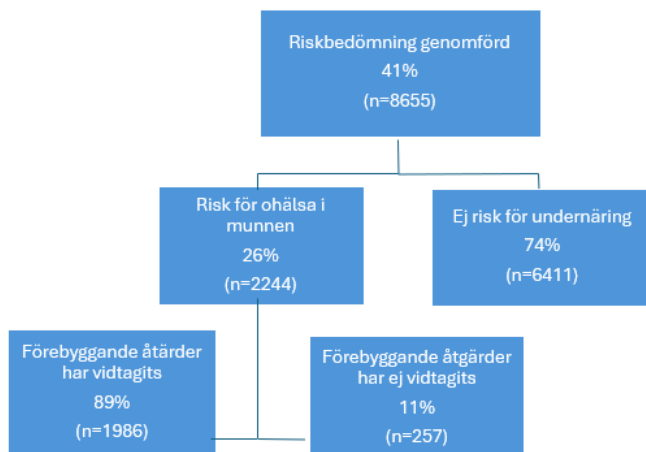 Riskbedömning genomförd
41%
(n=8655)
Risk för ohälsa i
munnen
26%
(n=2244)
Ej risk för undernäring
74%
(n=6411)
Förebyggande åtärder
har vidtagits
89%
(n=1986)
Förebyggande åtgärder
har ej vidtagits
11%
(n=257)